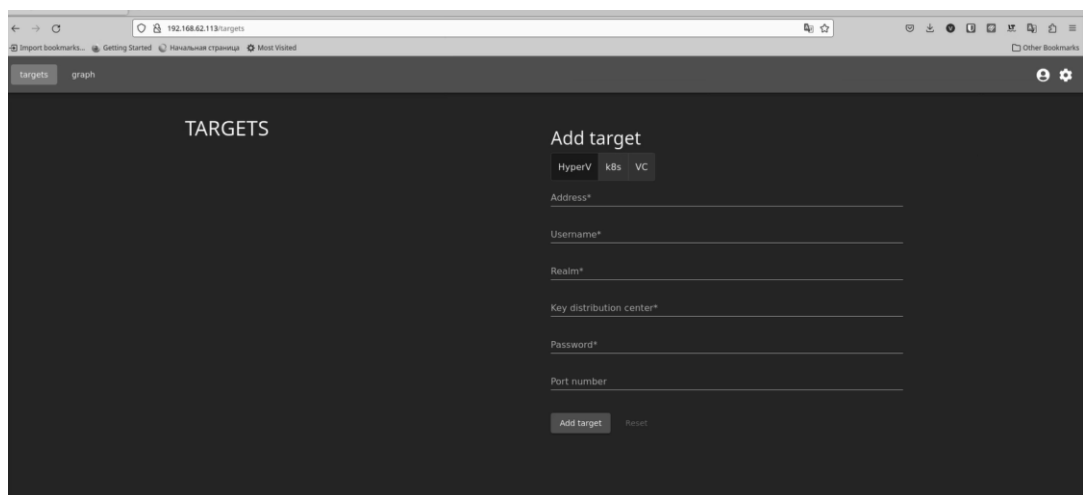 192.168.62.113/targets
Import bookmarks... Getting Started Начальная страница Most Visited Other Bookmarks
targets graph
TARGETS
Add target
HyperV k8s VC
Address*
Username*
Realm*
Key distribution center*
Password*
Port number
Add target Reset